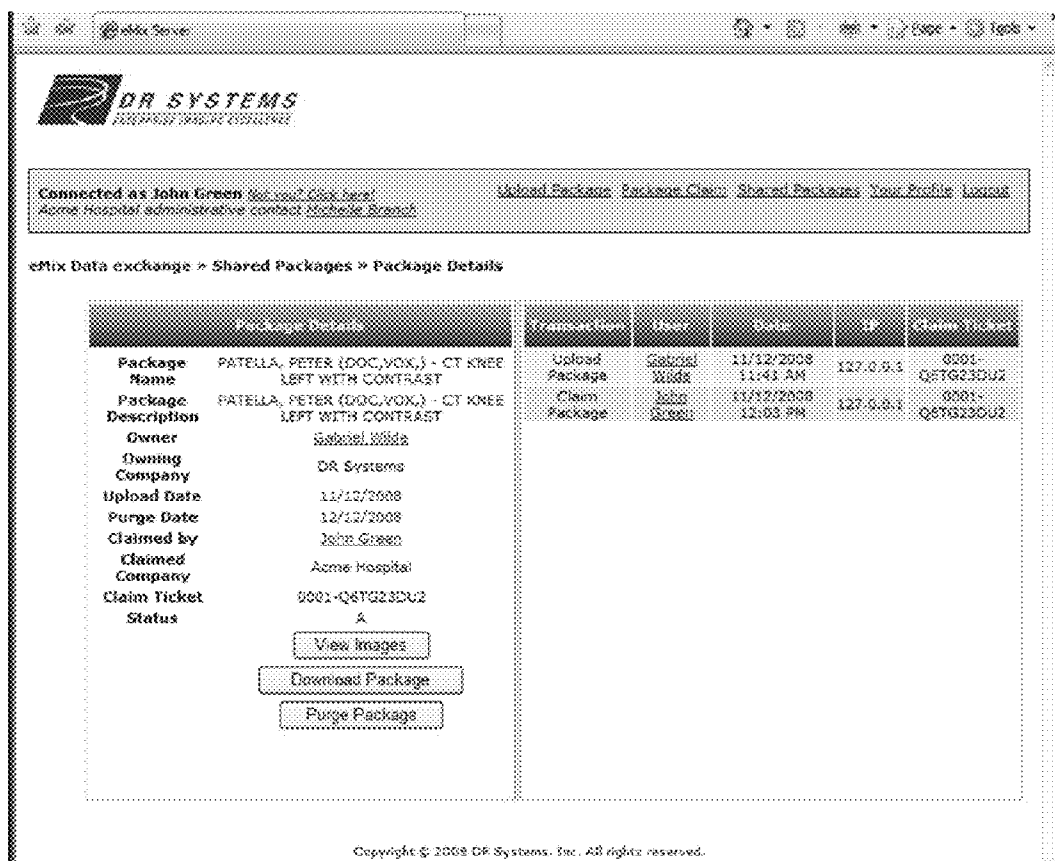 eMix Server
Page
Tools
DR SYSTEMS
Connected as John Green Not you? Click here!
Acme Hospital administrative contact Michelle Branch
Upload Package Package Claim Shared Packages Your Profile Logout
eMix Data exchange » Shared Packages » Package Details
Package Details
Package Name PATELLA, PETER (DOC,VOX,) - CT KNEE LEFT WITH CONTRAST
Package Description PATELLA, PETER (DOC,VOX,) - CT KNEE LEFT WITH CONTRAST
Owner Gabriel Wilde
Owning Company DR Systems
Upload Date 11/12/2008
Purge Date 12/12/2008
Claimed by John Green
Claimed Company Acme Hospital
Claim Ticket 0001-Q6TG23DU2
Status A
View Images
Download Package
Purge Package
Transaction User Date IP Claim Ticket
Upload Package Gabriel Wilde 11/12/2008 11:41 AM 127.0.0.1 0001-Q6TG23DU2
Claim Package John Green 11/12/2008 12:03 PM 127.0.0.1 0001-Q6TG23DU2
Copyright © 2008 DR Systems, Inc. All rights reserved.